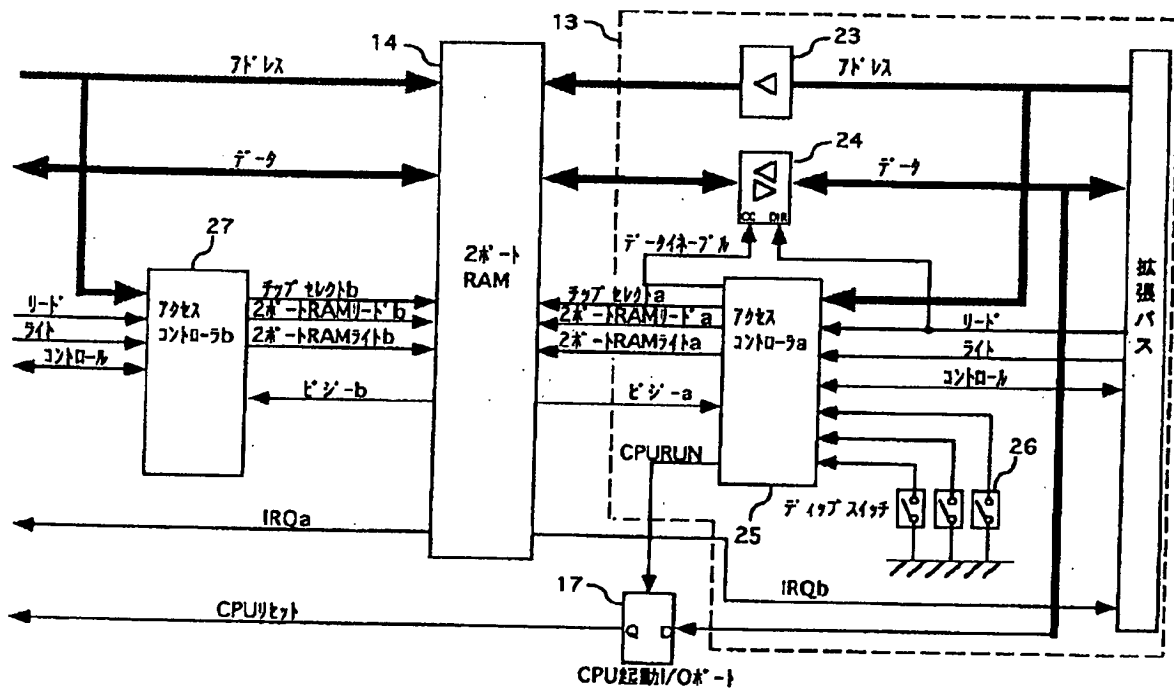 13
14
23
アドレス
アドレス
24
データ
データ
CC DIR
27
2ポート
RAM
データイネーブル
拡張バス
チップセレクトb
チップセレクトa
アクセス
コントローラb
2ポートRAMリードb
2ポートRAMリードa
アクセス
コントローラa
リード
リード
ライト
2ポートRAMライトb
2ポートRAMライトa
ライト
コントロール
コントロール
ビジーb
ビジーa
CPURUN
26
ディップスイッチ
25
IRQa
IRQb
17
CPUリセット
D
CPU起動I/Oポート